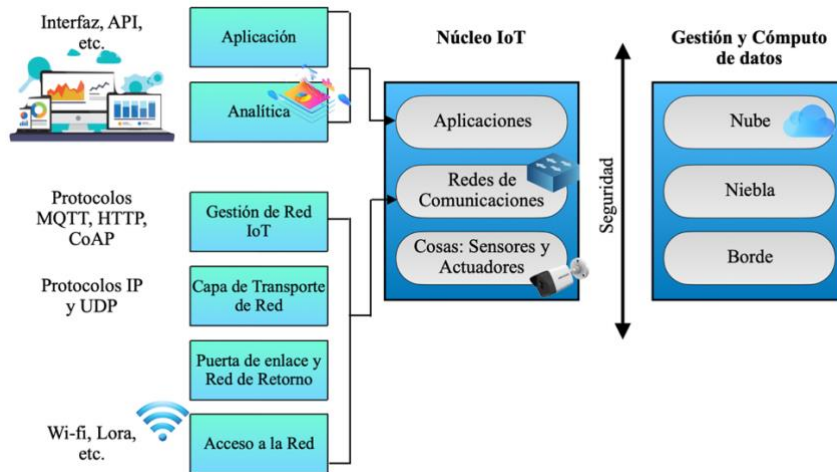 Interfaz, API,
etc.
Aplicación
Analítica
Protocolos
MQTT, HTTP,
CoAP
Gestión de Red
IoT
Protocolos IP
y UDP
Capa de Transporte
de Red
Puerta de enlace y
Red de Retorno
Wi-fi, Lora,
etc.
Acceso a la Red
Núcleo IoT
Aplicaciones
Redes de
Comunicaciones
Cosas: Sensores y
Actuadores
Seguridad
Gestión y Cómputo
de datos
Nube
Niebla
Borde